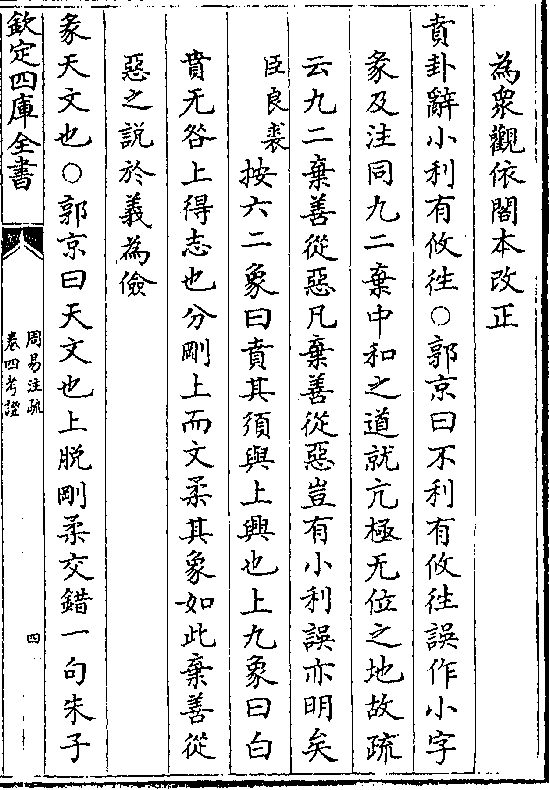 為衆觀依閣本改正
賁卦辭小利有攸往○郭京曰不利有攸往誤作小字
彖及注同九二棄中和之道就亢極无位之地故疏
云九二棄善從惡凡棄善從惡豈有小利誤亦明矣
臣良裘按六二象曰賁其須與上興也上九象曰白
賁无咎上得志也分剛上而文柔其象如此棄善從
惡之說於義為儉
彖天文也○郭京曰天文也上脱剛柔交錯一句朱子
欽定四庫全書
周易注疏
卷四考證
四